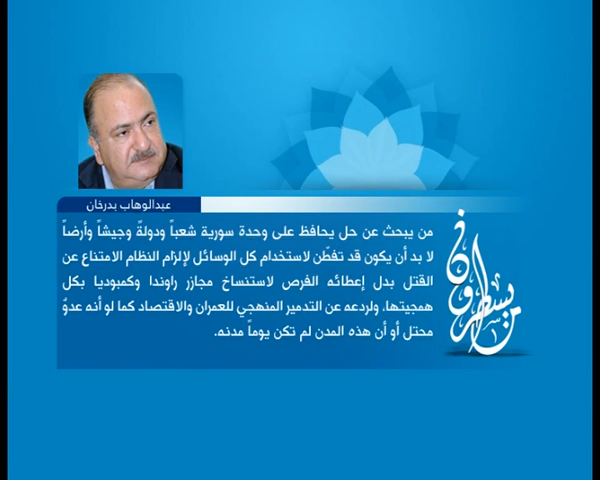 عبدالوهاب بدرخان
من يبحث عن حل يحافظ على وحدة سورية شعباً ودولةً وجيشاً وأرضاً
لا بد أن يكون قد تفطّن لاستخدام كل الوسائل لإلزام النظام الامتناع عن
القتل بدل إعطائه الفرص لاستنساخ مجازر راوندا وكمبوديا بكل
همجيتها، ولردعه عن التدمير المنهجي للعمران والاقتصاد كما لو أنه عدوٌ
محتل أو أن هذه المدن لم تكن يوماً مدنه.